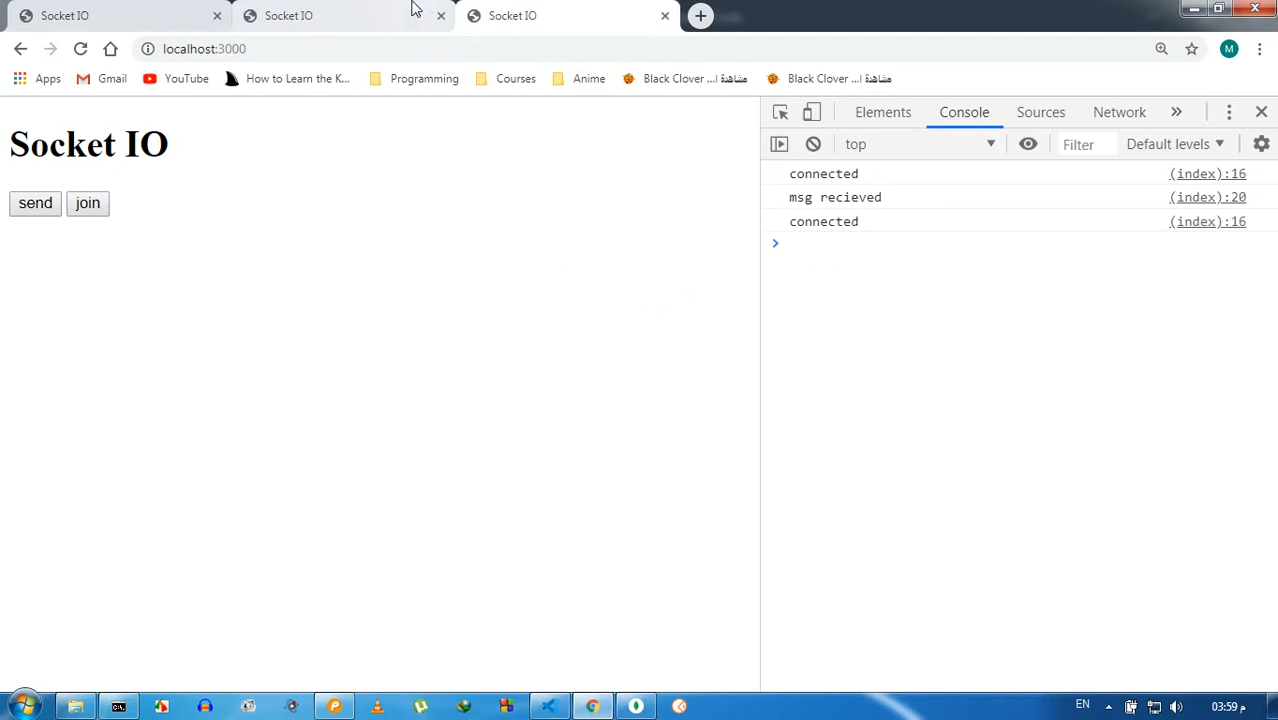 Socket IO
Socket IO
Socket IO
localhost:3000
M
Apps
Gmail
YouTube
How to Learn the K...
Programming
Courses
Anime
Black Clover ...مشاهدة ا
Black Clover ...مشاهدة ا
Socket IO
send
join
Elements
Console
Sources
Network
top
Filter
Default levels
connected (index):16
msg recieved (index):20
connected (index):16
EN
03:59 م